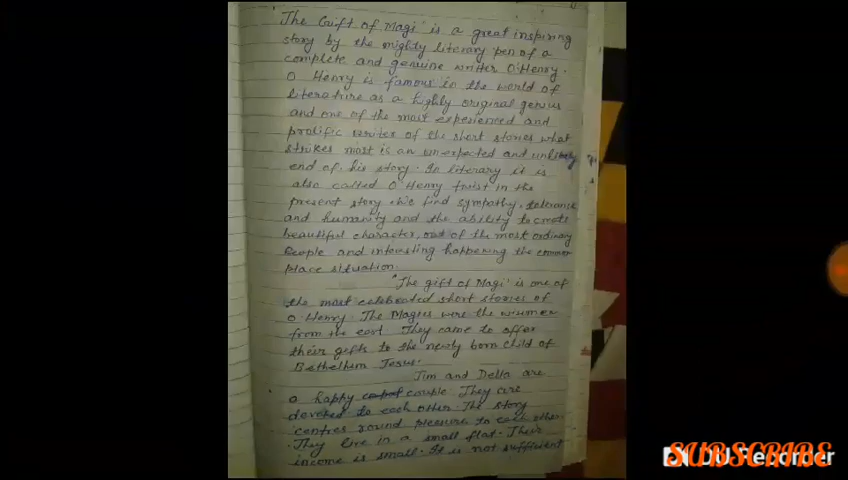 "The Guift of Magi" is a great inspiring
story by the mighty literary pen of a
complete and genuine writer O'Henry.
O Henry is famous in the world of
literature as a highly original genius
and one of the most experienced and
prolific writer of the short stories what
strikes most is an unexpected and unlikely
end of his story. In literary it is
also called O'Henry twist in the
present story. We find sympathy, tolerance
and humanity and the ability to create
beautiful character, out of the most ordinary
people and interesting happening the common
place situation.
"The gift of Magi" is one of
the most celebrated short stories of
O Henry. The Magies were the
from the east They came to offer
their gifts to the newly born child of
Bethelhem Jesus.
Jim and Della are
a happy couple They are
devoted to each other. The story
centres round pleasure to each other.
They live in a small flat. Their
income is small. It is not sufficient
SUBSCRIBE
DU Recorder